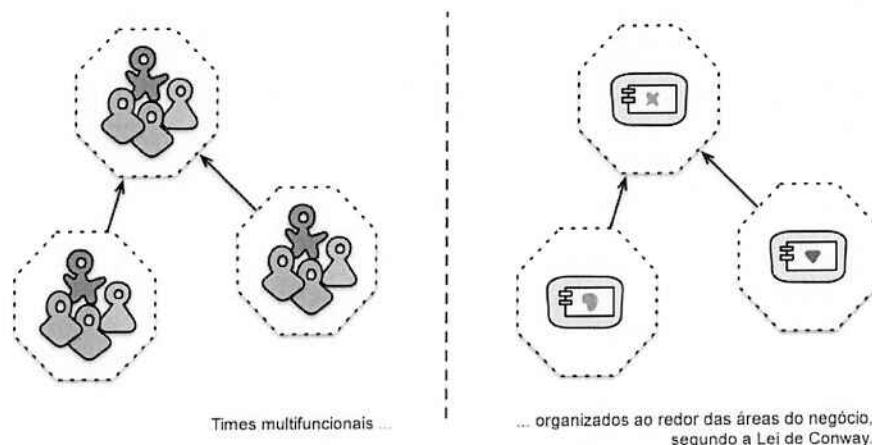 Times multifuncionais ...
... organizados ao redor das áreas do negócio,
segundo a Lei de Conway.